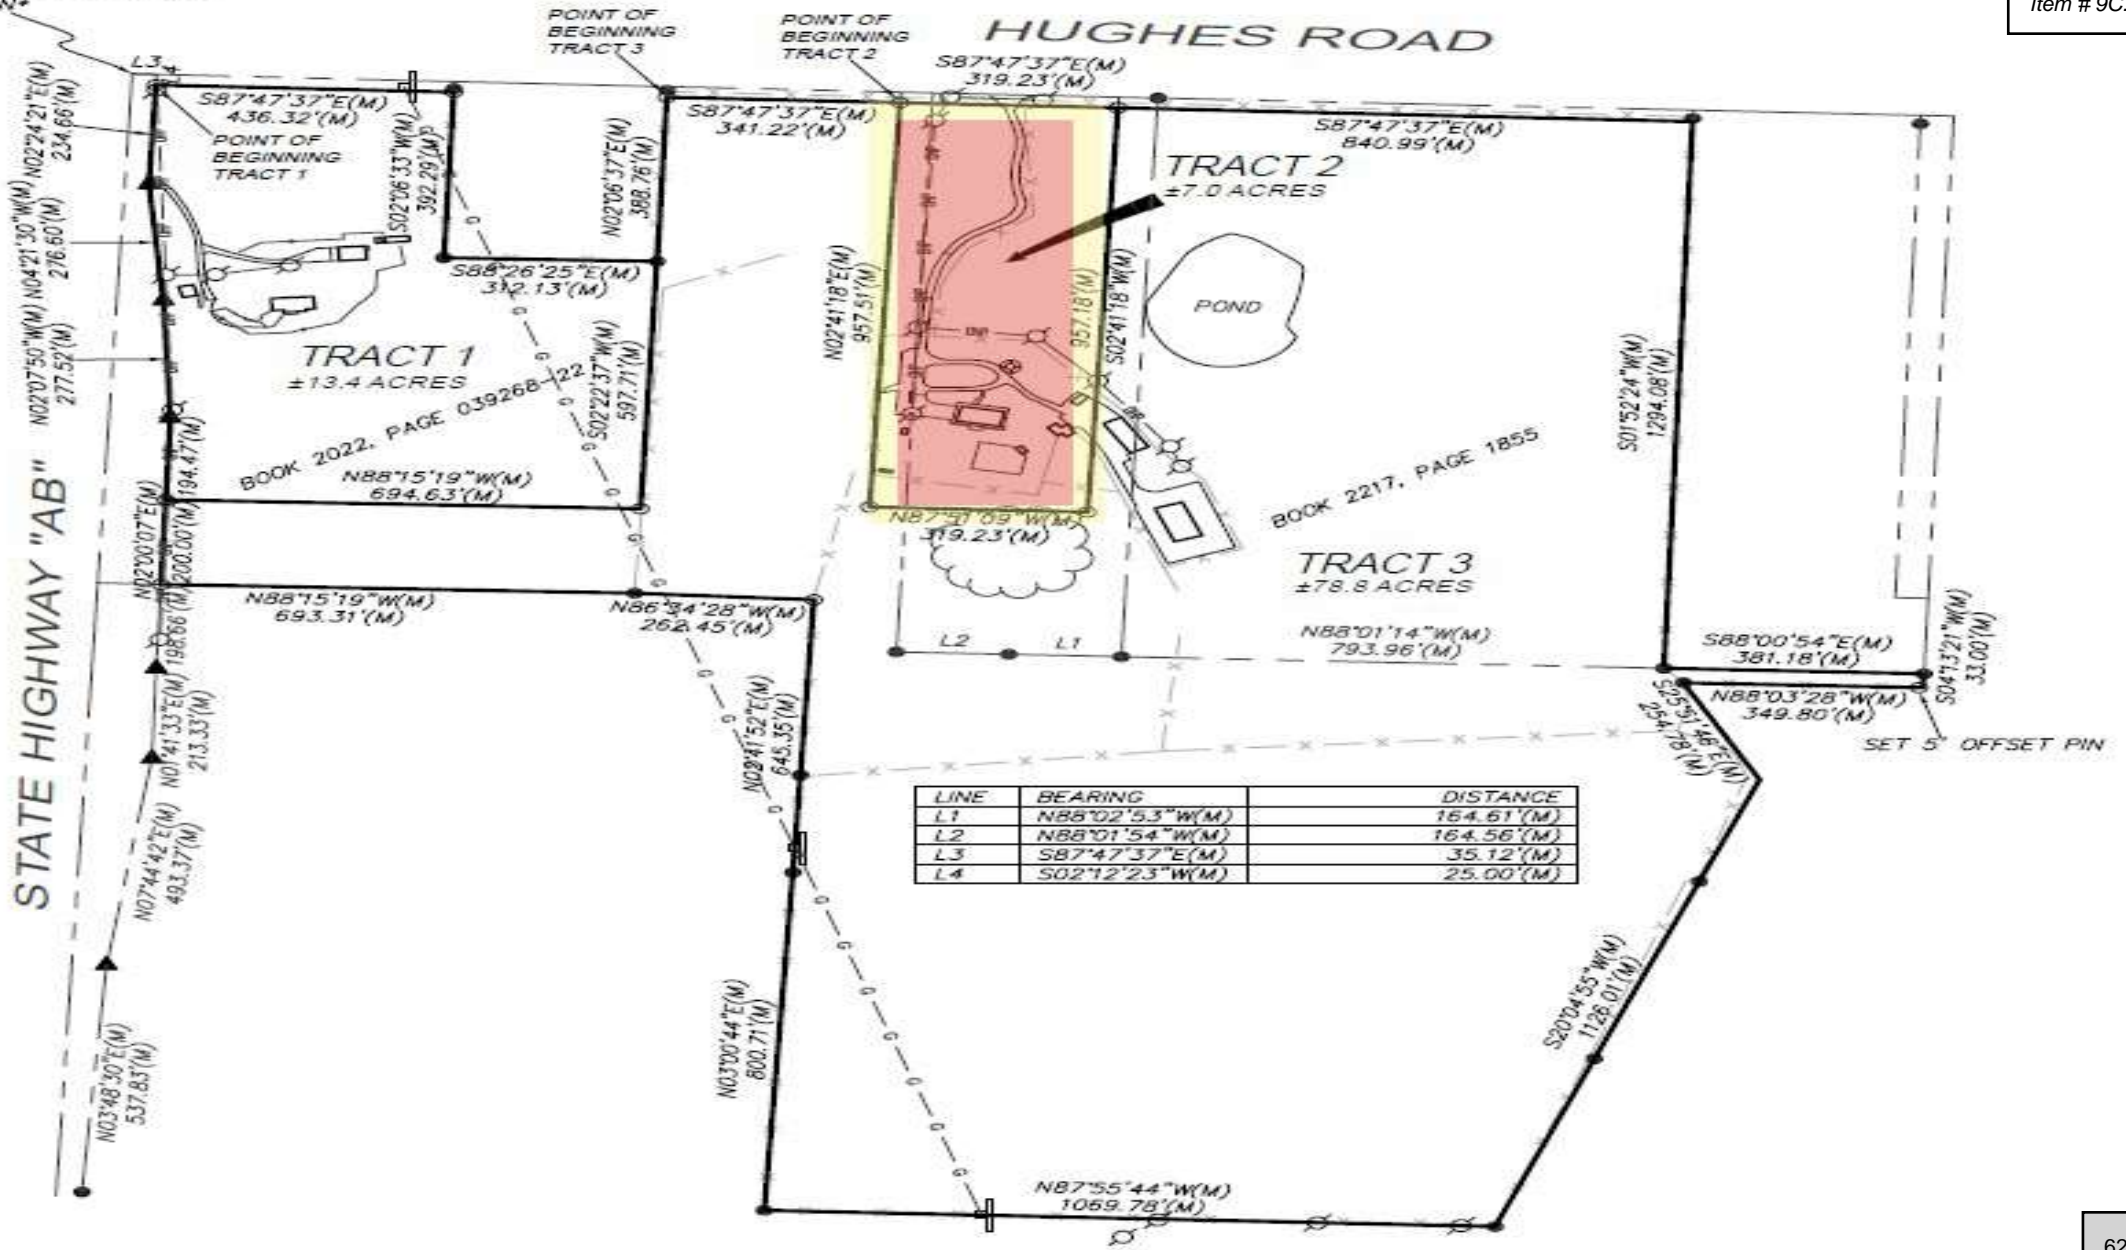 Item # 9C.
HUGHES ROAD
POINT OF
BEGINNING
TRACT 3
POINT OF
BEGINNING
TRACT 2
S87°47'37"E(M)
319.23'(M)
L3
S87°47'37"E(M)
436.32'(M)
POINT OF
BEGINNING
TRACT 1
S87°47'37"E(M)
341.22'(M)
S87°47'37"E(M)
840.99'(M)
N02°24'21"E(M)
234.66'(M)
N04°21'30"W(M)
276.60'(M)
N02°07'50"W(M)
277.52'(M)
S02°06'33"W(M)
392.29'(M)
N02°06'37"E(M)
388.76'(M)
S88°26'25"E(M)
312.13'(M)
TRACT 2
±7.0 ACRES
N02°41'18"E(M)
957.51'(M)
957.18'(M)
S02°41'18"W(M)
POND
TRACT 1
±13.4 ACRES
BOOK 2022, PAGE 039268-22
S02°22'37"W(M)
597.71'(M)
S01°52'24"W(M)
1294.08'(M)
N88°15'19"W(M)
694.63'(M)
194.47'(M)
N02°00'07"E(M)
200.00'(M)
198.66'(M)
STATE HIGHWAY "AB"
BOOK 2217, PAGE 1855
N87°51'09"W(M)
319.23'(M)
TRACT 3
±78.8 ACRES
N88°15'19"W(M)
693.31'(M)
N86°34'28"W(M)
262.45'(M)
L2
L1
N88°01'14"W(M)
793.96'(M)
S88°00'54"E(M)
381.18'(M)
S04°13'21"W(M)
33.00'(M)
N88°03'28"W(M)
349.80'(M)
SET 5' OFFSET PIN
S25°51'46"E(M)
254.78'(M)
N01°41'33"E(M)
213.33'(M)
645.35'(M)
N07°44'42"E(M)
493.37'(M)
LINE BEARING DISTANCE
L1 N88°02'53"W(M) 164.61'(M)
L2 N88°01'54"W(M) 164.56'(M)
L3 S87°47'37"E(M) 35.12'(M)
L4 S02°12'23"W(M) 25.00'(M)
N03°48'30"E(M)
537.83'(M)
N03°00'44"E(M)
800.71'(M)
S20°04'55"W(M)
1126.01'(M)
N87°55'44"W(M)
1069.78'(M)
62